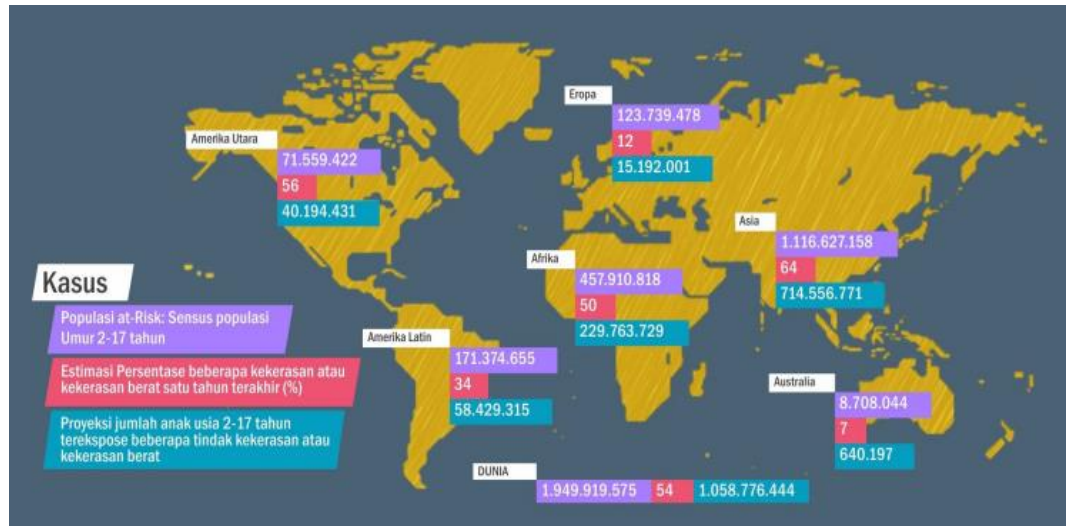 Eropa
123.739.478
12
15.192.001
Amerika Utara
71.559.422
56
40.194.431
Asia
1.116.627.158
64
714.556.771
Afrika
457.910.818
50
229.763.729
Kasus
Populasi at-Risk: Sensus populasi
Umur 2-17 tahun
Estimasi Persentase beberapa kekerasan atau
kekerasan berat satu tahun terakhir (%)
Proyeksi jumlah anak usia 2-17 tahun
terekspose beberapa tindak kekerasan atau
kekerasan berat
Amerika Latin
171.374.655
34
58.429.315
Australia
8.708.044
7
640.197
DUNIA
1.949.919.575 54 1.058.776.444